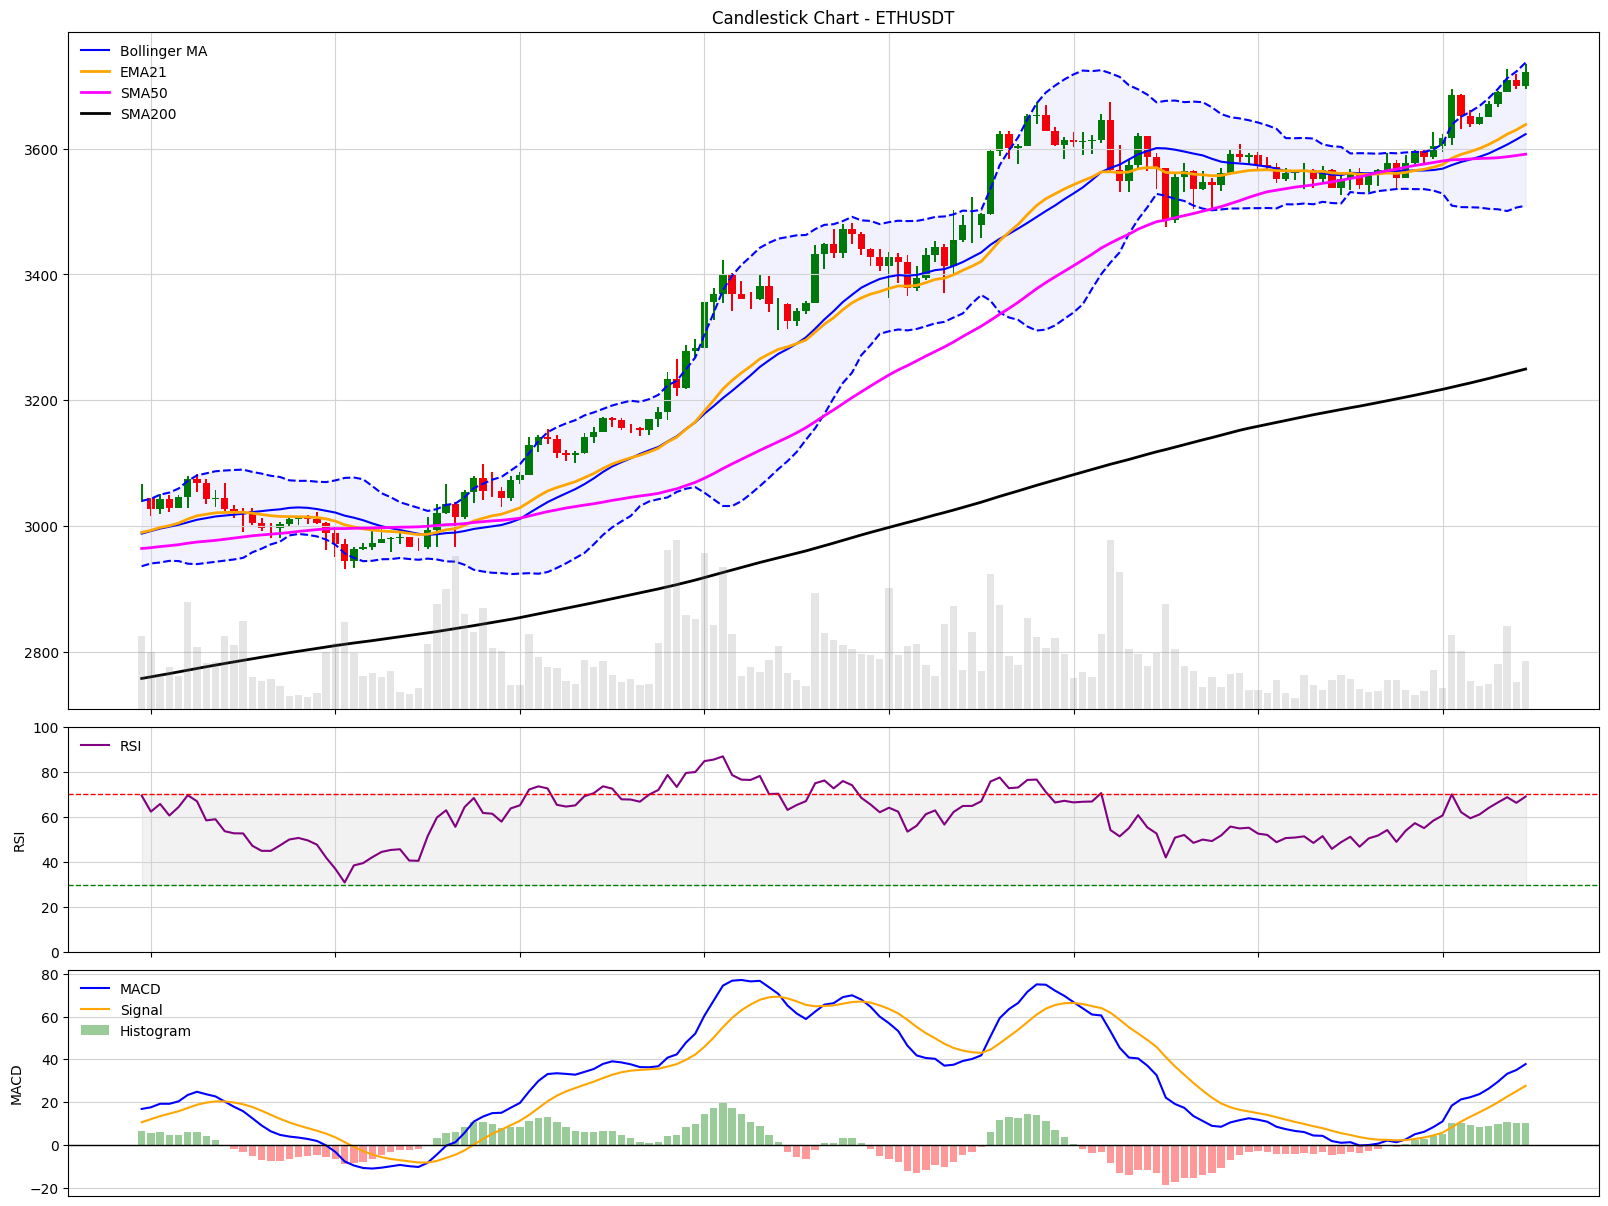 Candlestick Chart - ETHUSDT
Bollinger MA
EMA21
SMA50
SMA200
3600
3400
3200
3000
2800
100
80
60
40
20
0
RSI
RSI
80
60
40
20
0
−20
MACD
MACD
Signal
Histogram